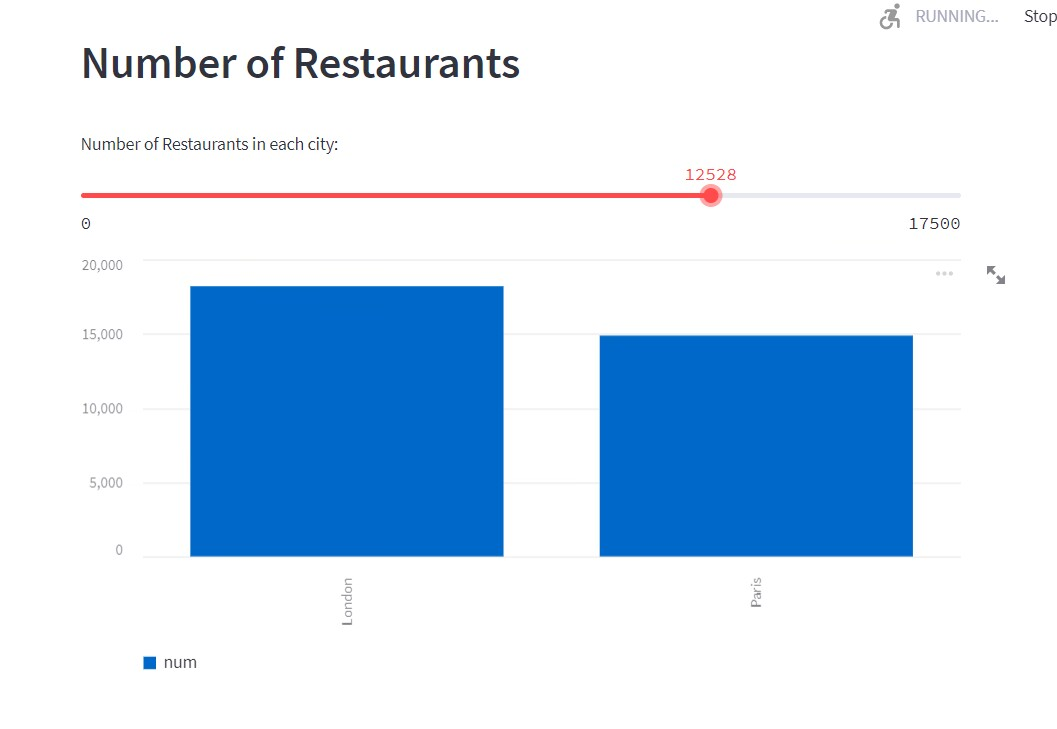 RUNNING... Stop
Number of Restaurants
Number of Restaurants in each city:
12528
0 17500
20,000
15,000
10,000
5,000
0
London Paris
num